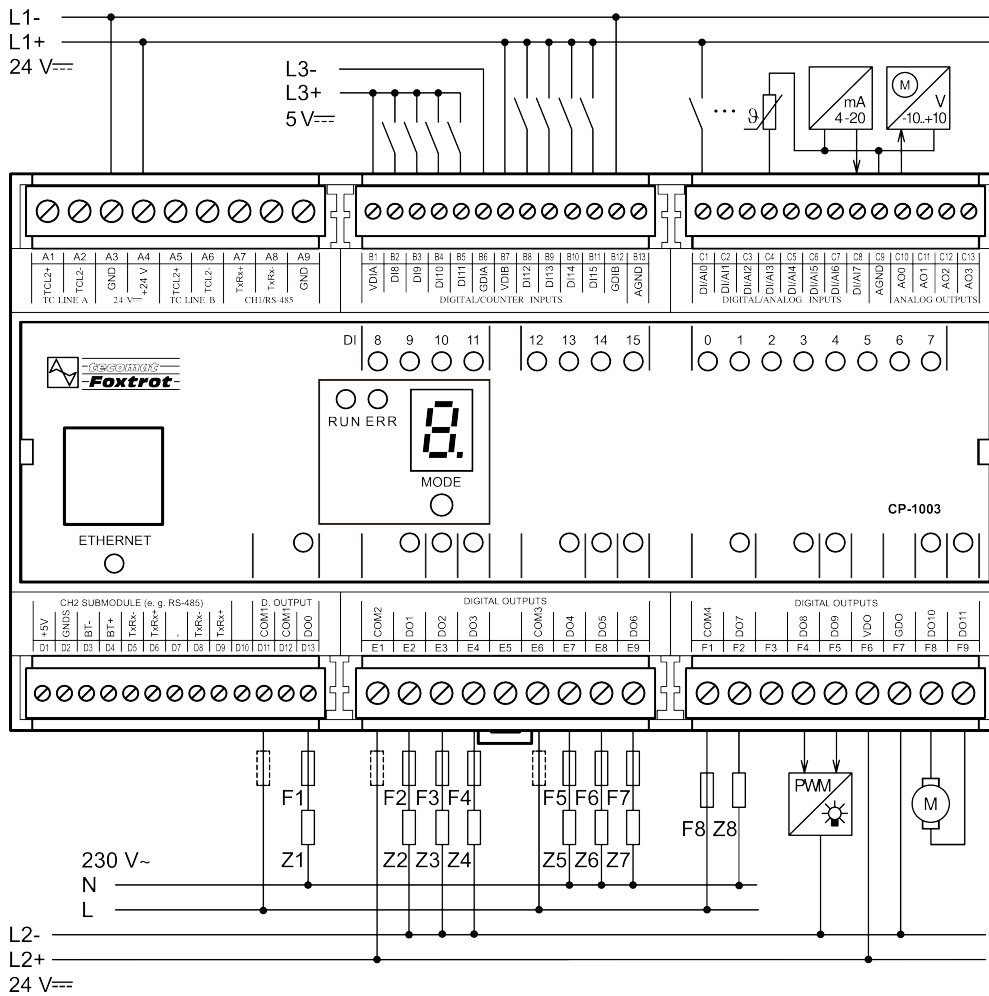 L1-
L1+
24 V
L3-
L3+
5 V
ϑ
mA
4-20
M
V
-10..+10
A1 A2 A3 A4 A5 A6 A7 A8 A9
TCL2+ TCL2- GND +24 V TCL2+ TCL2- TxRx+ TxRx- GND
TC LINE A 24 V TC LINE B CH1/RS-485
B1 B2 B3 B4 B5 B6 B7 B8 B9 B10 B11 B12 B13
VDIA DI8 DI9 DI10 DI11 GDIA VDIB DI12 DI13 DI14 DI15 GDIB AGND
DIGITAL/COUNTER INPUTS
C1 C2 C3 C4 C5 C6 C7 C8 C9 C10 C11 C12 C13
DI/AI0 DI/AI1 DI/AI2 DI/AI3 DI/AI4 DI/AI5 DI/AI6 DI/AI7 AGND AO0 AO1 AO2 AO3
DIGITAL/ANALOG INPUTS ANALOG OUTPUTS
DI 8 9 10 11 12 13 14 15 0 1 2 3 4 5 6 7
tecomat
Foxtrot
RUN ERR
8.
MODE
CP-1003
ETHERNET
CH2 SUBMODULE (e. g. RS-485) D. OUTPUT
+5V GNDS BT- BT+ TxRx- TxRx+ - TxRx- TxRx+ COM1 COM1 DO0
D1 D2 D3 D4 D5 D6 D7 D8 D9 D10 D11 D12 D13
DIGITAL OUTPUTS
COM2 DO1 DO2 DO3 COM3 DO4 DO5 DO6
E1 E2 E3 E4 E5 E6 E7 E8 E9
DIGITAL OUTPUTS
COM4 DO7 DO8 DO9 VDO GDO DO10 DO11
F1 F2 F3 F4 F5 F6 F7 F8 F9
F1 F2 F3 F4 F5 F6 F7
F8 Z8
PWM
M
Z1 Z2 Z3 Z4 Z5 Z6 Z7
230 V~
N
L
L2-
L2+
24 V